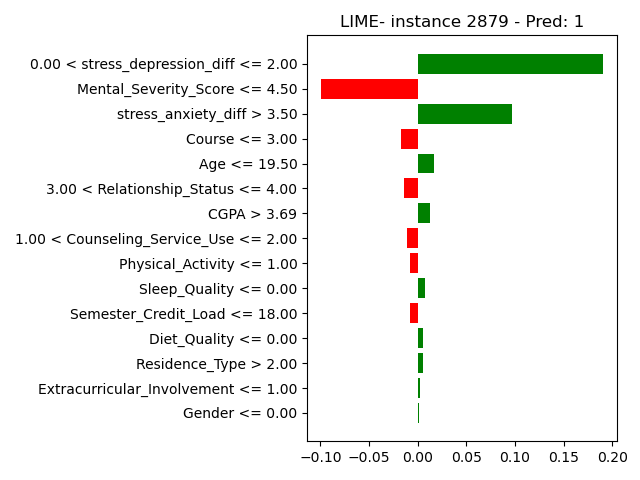 LIME- instance 2879 - Pred: 1
0.00 < stress_depression_diff <= 2.00
Mental_Severity_Score <= 4.50
stress_anxiety_diff > 3.50
Course <= 3.00
Age <= 19.50
3.00 < Relationship_Status <= 4.00
CGPA > 3.69
1.00 < Counseling_Service_Use <= 2.00
Physical_Activity <= 1.00
Sleep_Quality <= 0.00
Semester_Credit_Load <= 18.00
Diet_Quality <= 0.00
Residence_Type > 2.00
Extracurricular_Involvement <= 1.00
Gender <= 0.00
−0.10 −0.05 0.00 0.05 0.10 0.15 0.20